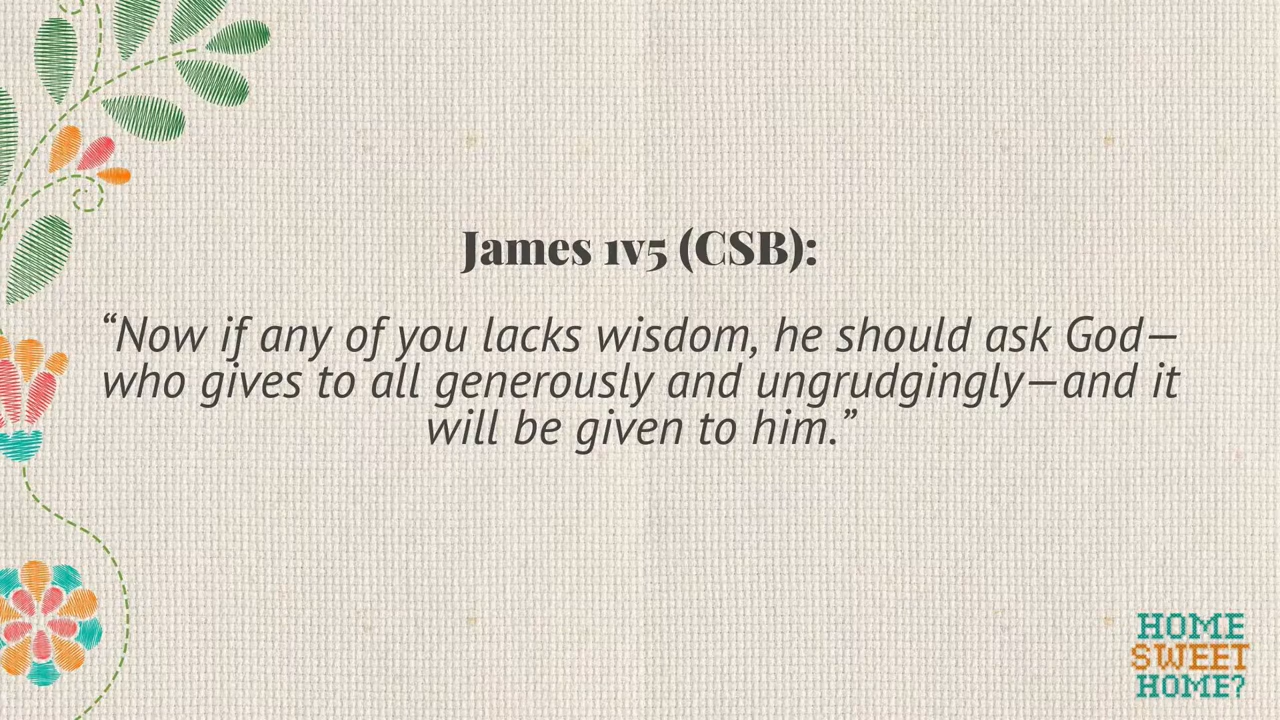 James 1v5 (CSB):
“Now if any of you lacks wisdom, he should ask God—
who gives to all generously and ungrudgingly—and it
will be given to him.”
HOME
SWEET
HOME?